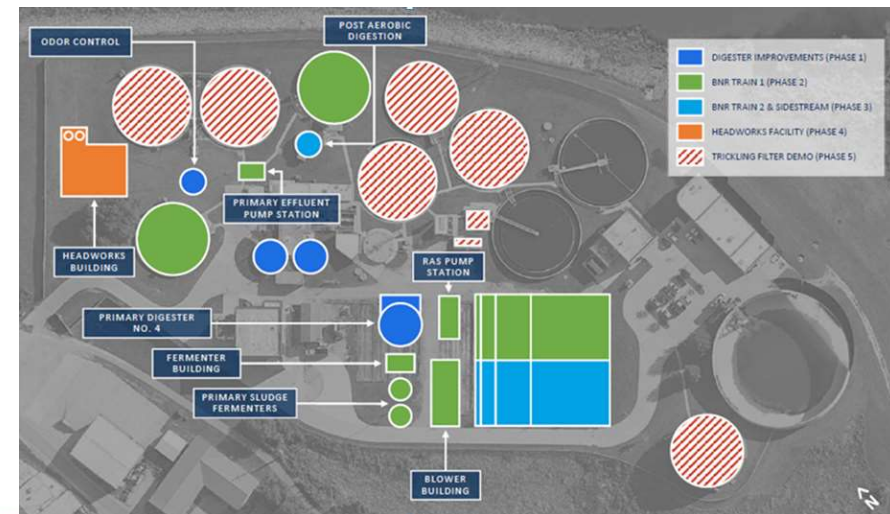 ODOR CONTROL
POST AEROBIC
DIGESTION
DIGESTER IMPROVEMENTS (PHASE 1)
BNR TRAIN 1 (PHASE 2)
BNR TRAIN 2 & SIDESTREAM (PHASE 3)
HEADWORKS FACILITY (PHASE 4)
TRICKLING FILTER DEMO (PHASE 5)
PRIMARY EFFLUENT
PUMP STATION
HEADWORKS
BUILDING
RAS PUMP
STATION
PRIMARY DIGESTER
NO. 4
FERMENTER
BUILDING
PRIMARY SLUDGE
FERMENTERS
BLOWER
BUILDING
N